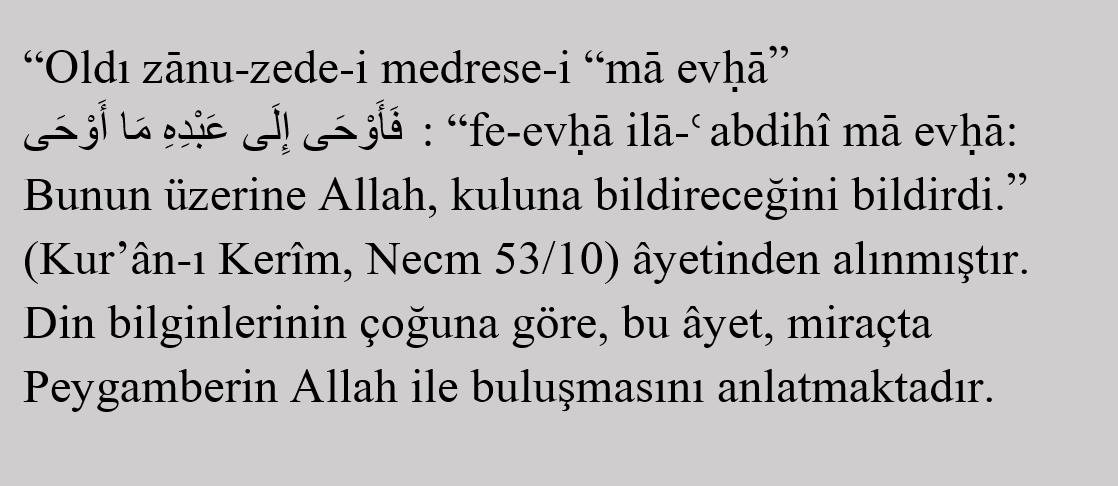 “Oldı zānu-zede-i medrese-i “mā evḥā”
فَأَوْحَى إِلَى عَبْدِهِ مَا أَوْحَى : “fe-evḥā ilā-ʿabdihî mā evḥā:
Bunun üzerine Allah, kuluna bildireceğini bildirdi.”
(Kur’ân-ı Kerîm, Necm 53/10) âyetinden alınmıştır.
Din bilginlerinin çoğuna göre, bu âyet, miraçta
Peygamberin Allah ile buluşmasını anlatmaktadır.